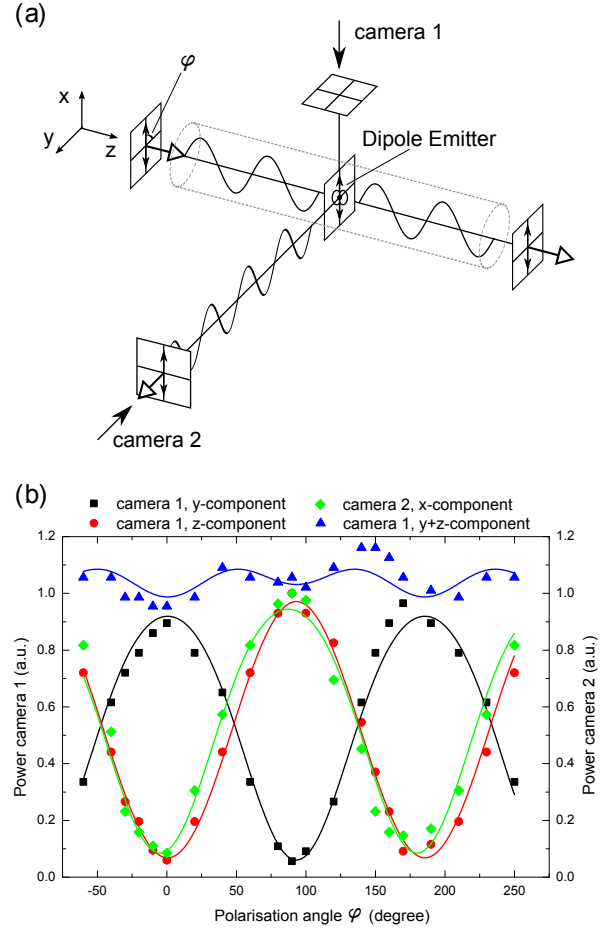 (a)
camera 1
φ
x
y
z
Dipole Emitter
camera 2
(b)
camera 1, y-component
camera 2, x-component
camera 1, z-component
camera 1, y+z-component
1.2
1.2
1.0
1.0
0.8
0.8
0.6
0.6
0.4
0.4
0.2
0.2
0.0
0.0
Power camera 1 (a.u.)
Power camera 2 (a.u.)
-50 0 50 100 150 200 250
Polarisation angle φ (degree)